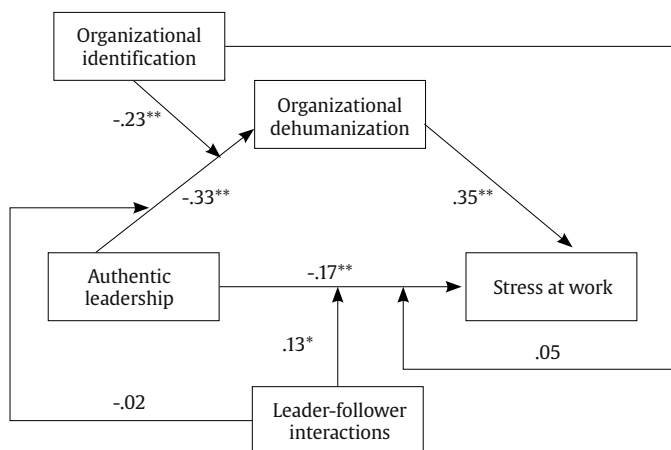 Organizational
identification
-.23**
Organizational
dehumanization
-.33**
.35**
Authentic
leadership
-.17**
Stress at work
.13*
.05
-.02
Leader-follower
interactions